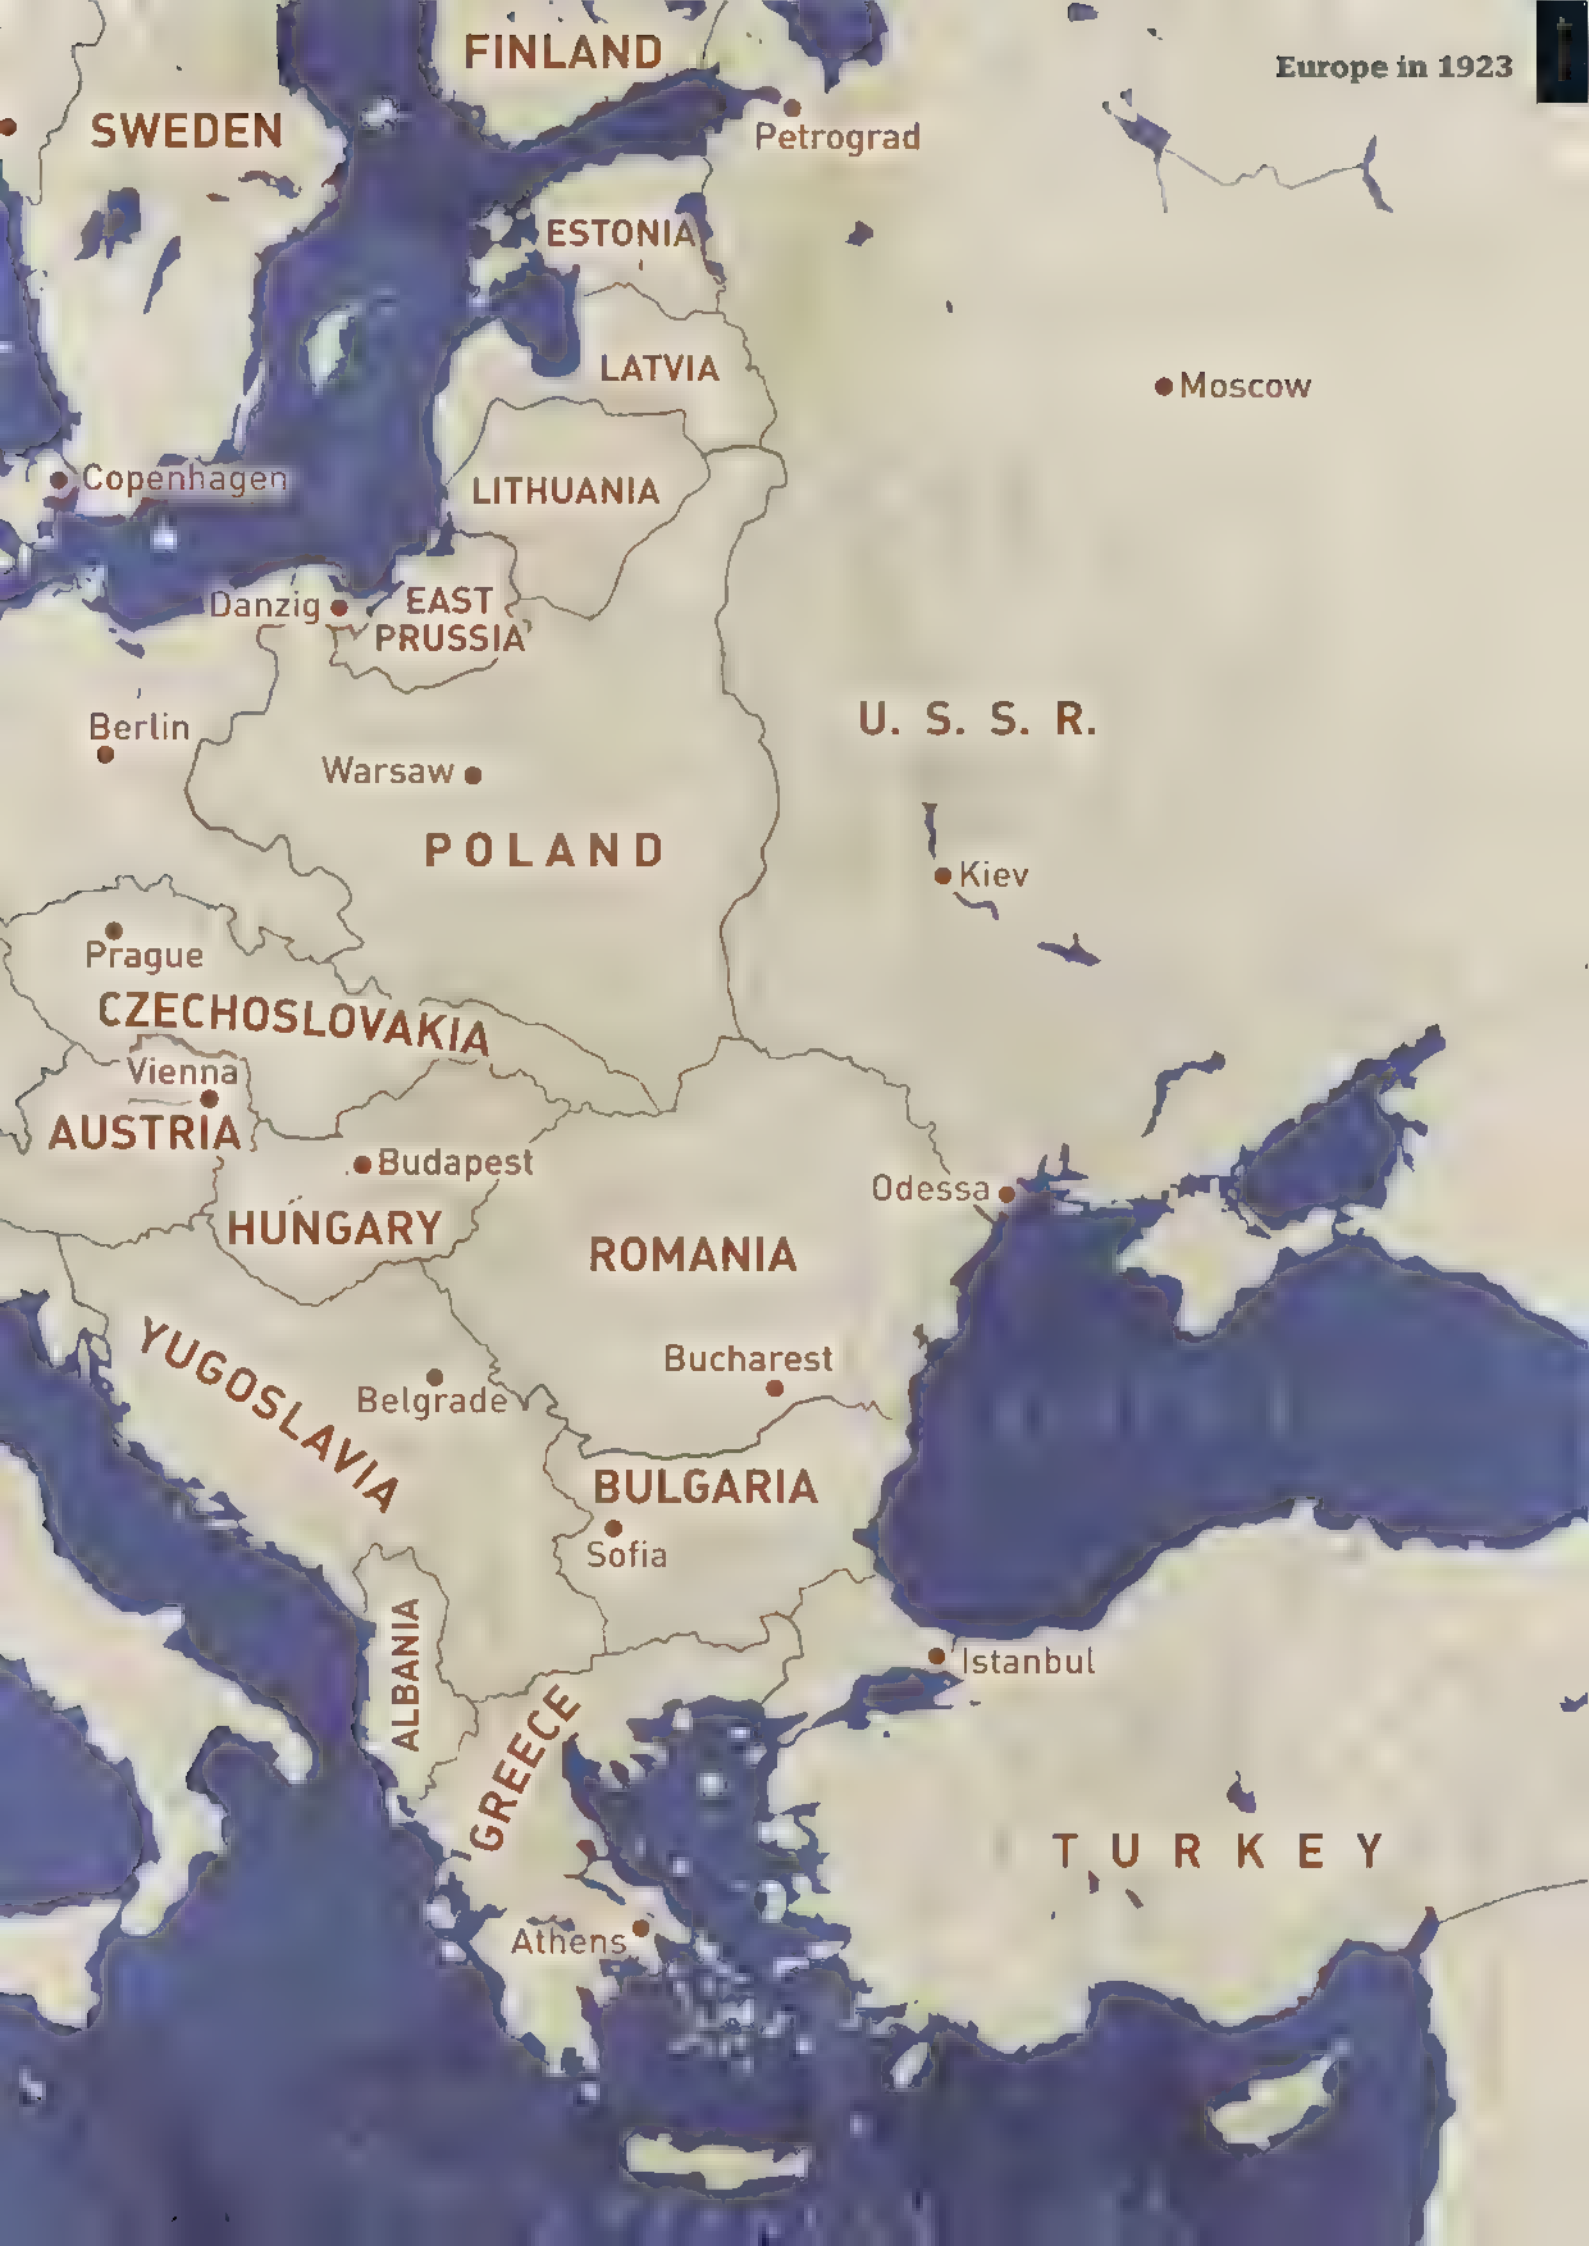 Europe in 1923
FINLAND
SWEDEN
Petrograd
ESTONIA
LATVIA
Moscow
Copenhagen
LITHUANIA
Danzig
EAST
PRUSSIA
Berlin
U. S. S. R.
Warsaw
POLAND
Kiev
Prague
CZECHOSLOVAKIA
Vienna
AUSTRIA
Budapest
Odessa
HUNGARY
ROMANIA
YUGOSLAVIA
Bucharest
Belgrade
BULGARIA
Sofia
ALBANIA
Istanbul
GREECE
TURKEY
Athens